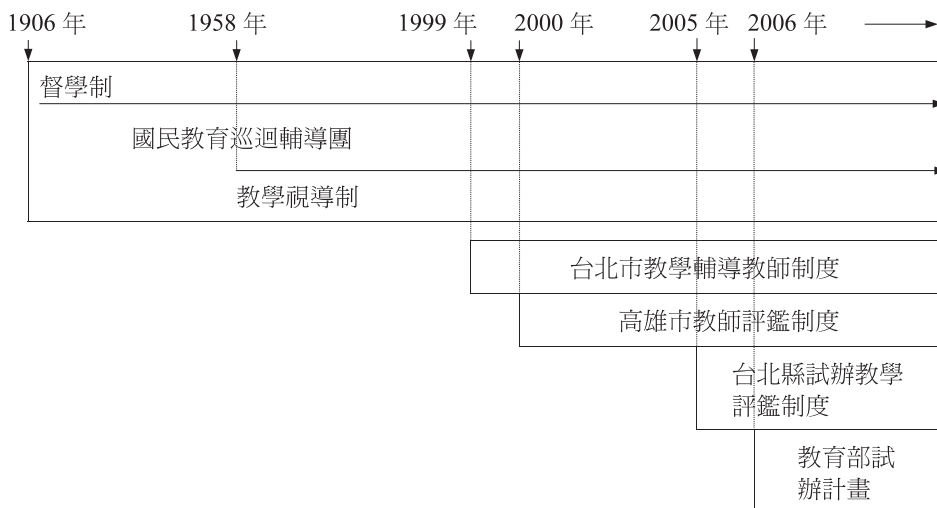 1906 年
1958 年
1999 年
2000 年
2005 年
2006 年
督學制
國民教育巡迴輔導團
教學視導制
台北市教學輔導教師制度
高雄市教師評鑑制度
台北縣試辦教學
評鑑制度
教育部試
辦計畫